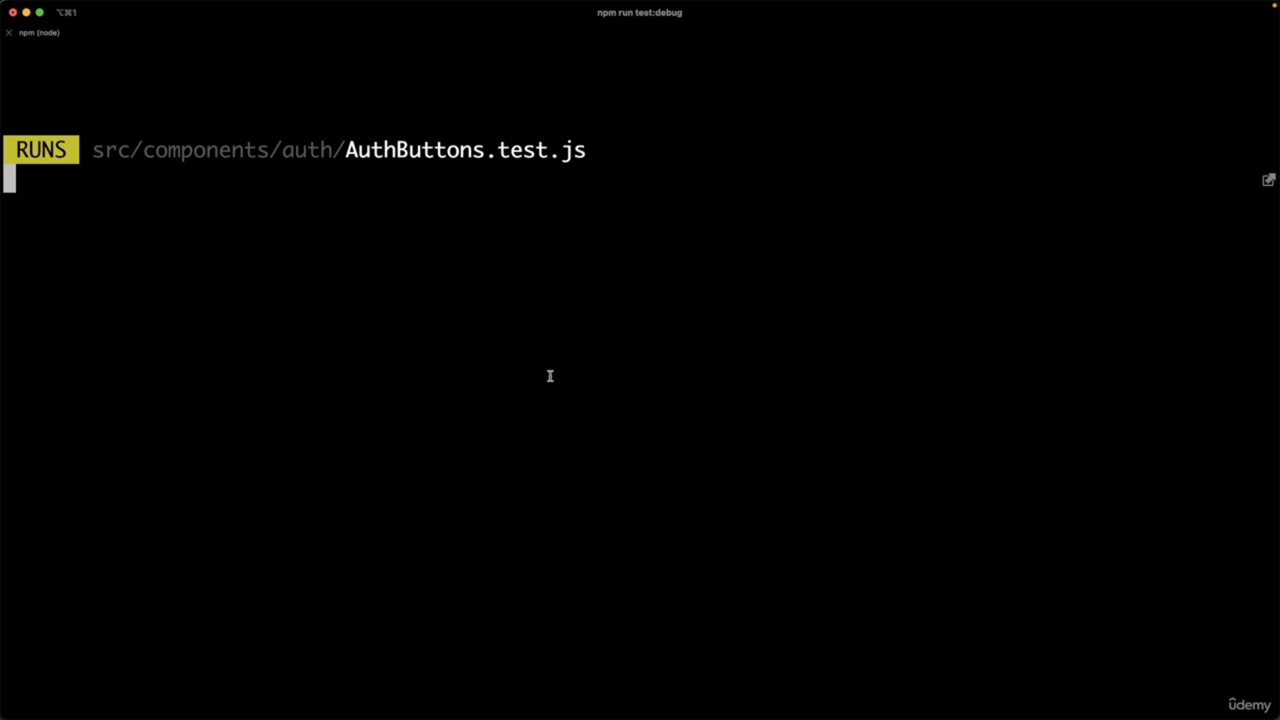 ⌥⌘1
npm run test:debug
npm (node)
RUNS src/components/auth/AuthButtons.test.js
ûdemy